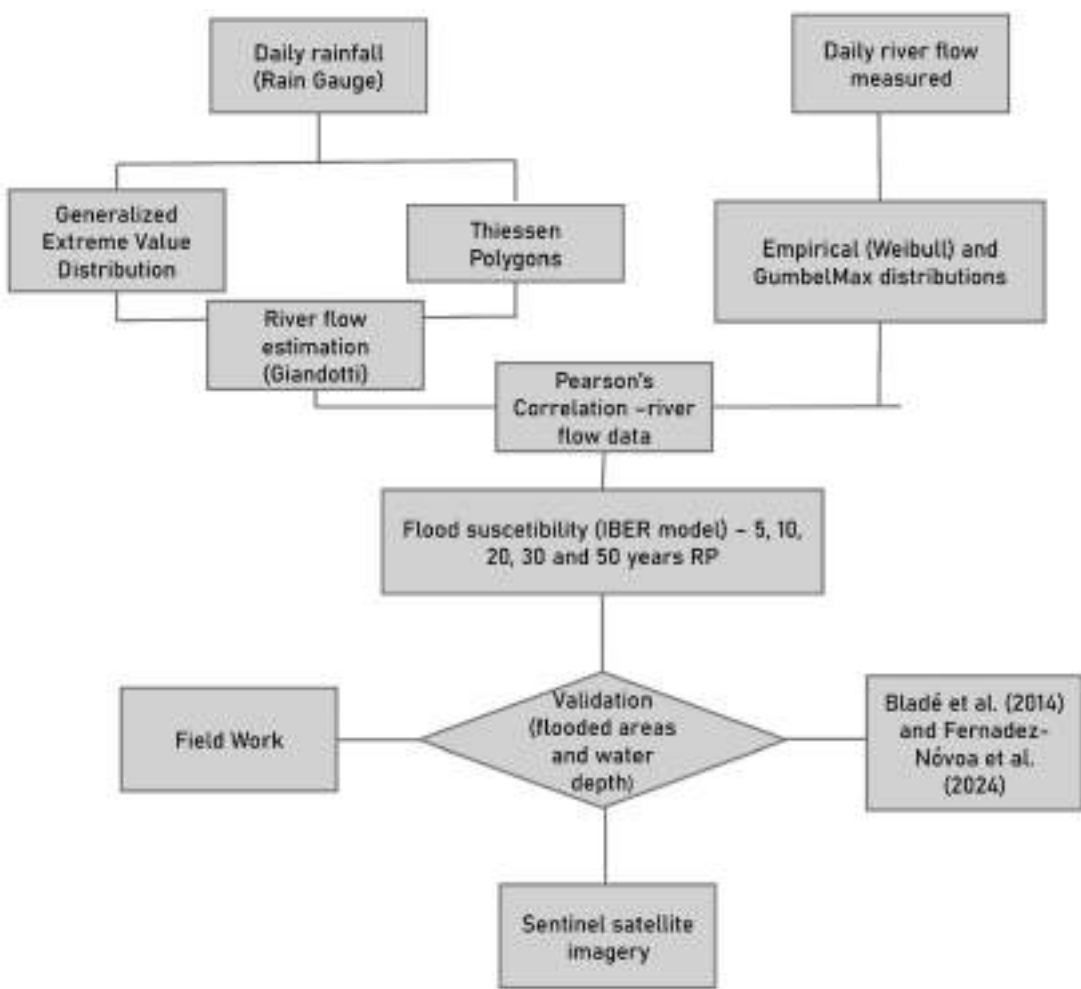 Daily rainfall
(Rain Gauge)
Daily river flow
measured
Generalized
Extreme Value
Distribution
Thiessen
Polygons
Empirical (Weibull) and
GumbelMax distributions
River flow
estimation
(Giandotti)
Pearson's
Correlation –river
flow data
Flood suscetibility (IBER model) – 5, 10,
20, 30 and 50 years RP
Field Work
Validation
(flooded areas
and water
depth)
Bladé et al. (2014)
and Fernadez-
Nóvoa et al.
(2024)
Sentinel satellite
imagery